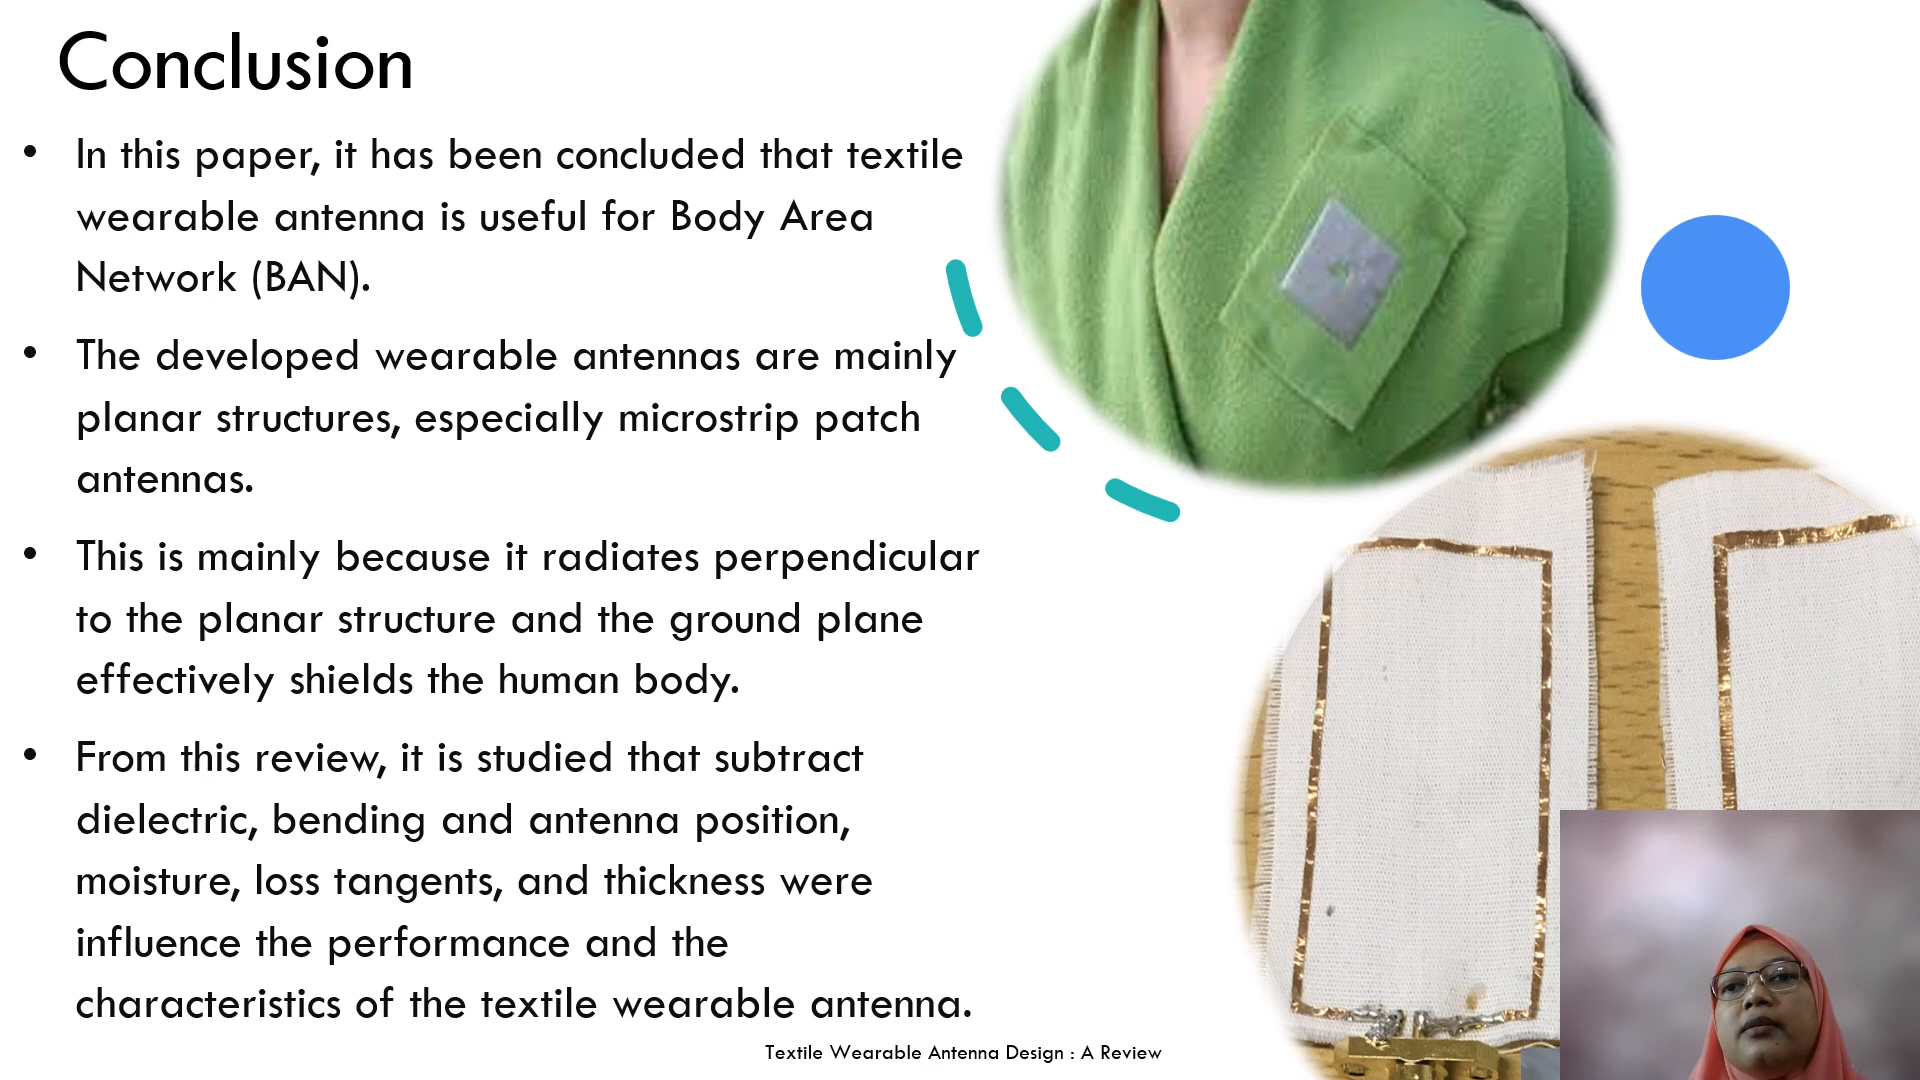 Conclusion
• In this paper, it has been concluded that textile
wearable antenna is useful for Body Area
Network (BAN).
• The developed wearable antennas are mainly
planar structures, especially microstrip patch
antennas.
• This is mainly because it radiates perpendicular
to the planar structure and the ground plane
effectively shields the human body.
• From this review, it is studied that subtract
dielectric, bending and antenna position,
moisture, loss tangents, and thickness were
influence the performance and the
characteristics of the textile wearable antenna.
Textile Wearable Antenna Design : A Review